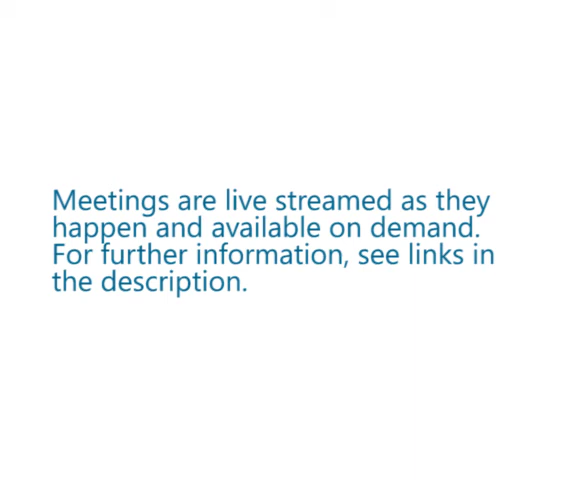 Meetings are live streamed as they
happen and available on demand.
For further information, see links in
the description.